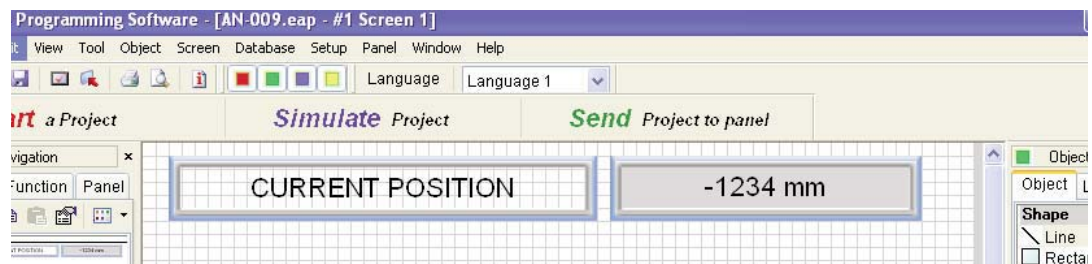 Programming Software - [AN-009.eap - #1 Screen 1]
View Tool Object Screen Database Setup Panel Window Help
Language Language 1
art a Project Simulate Project Send Project to panel
vigation Object
Function Panel Object
CURRENT POSITION -1234 mm
Shape
Line
Recta